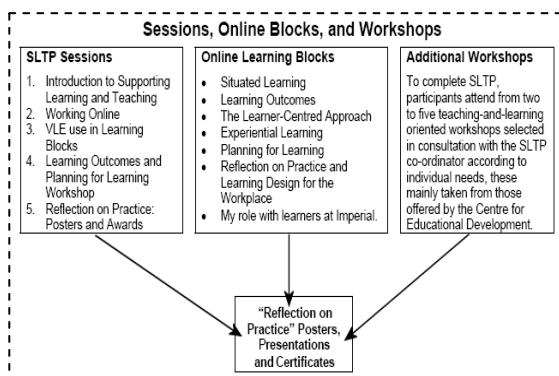 Sessions, Online Blocks, and Workshops
SLTP Sessions
1. Introduction to Supporting
Learning and Teaching
2. Working Online
3. VLE use in Learning
Blocks
4. Learning Outcomes and
Planning for Learning
Workshop
5. Reflection on Practice:
Posters and Awards
Online Learning Blocks
• Situated Learning
• Learning Outcomes
• The Learner-Centred Approach
• Experiential Learning
• Planning for Learning
• Reflection on Practice and
Learning Design for the
Workplace
• My role with learners at Imperial.
Additional Workshops
To complete SLTP,
participants attend from two
to five teaching-and-learning
oriented workshops selected
in consultation with the SLTP
co-ordinator according to
individual needs, these
mainly taken from those
offered by the Centre for
Educational Development.
"Reflection on
Practice" Posters,
Presentations
and Certificates